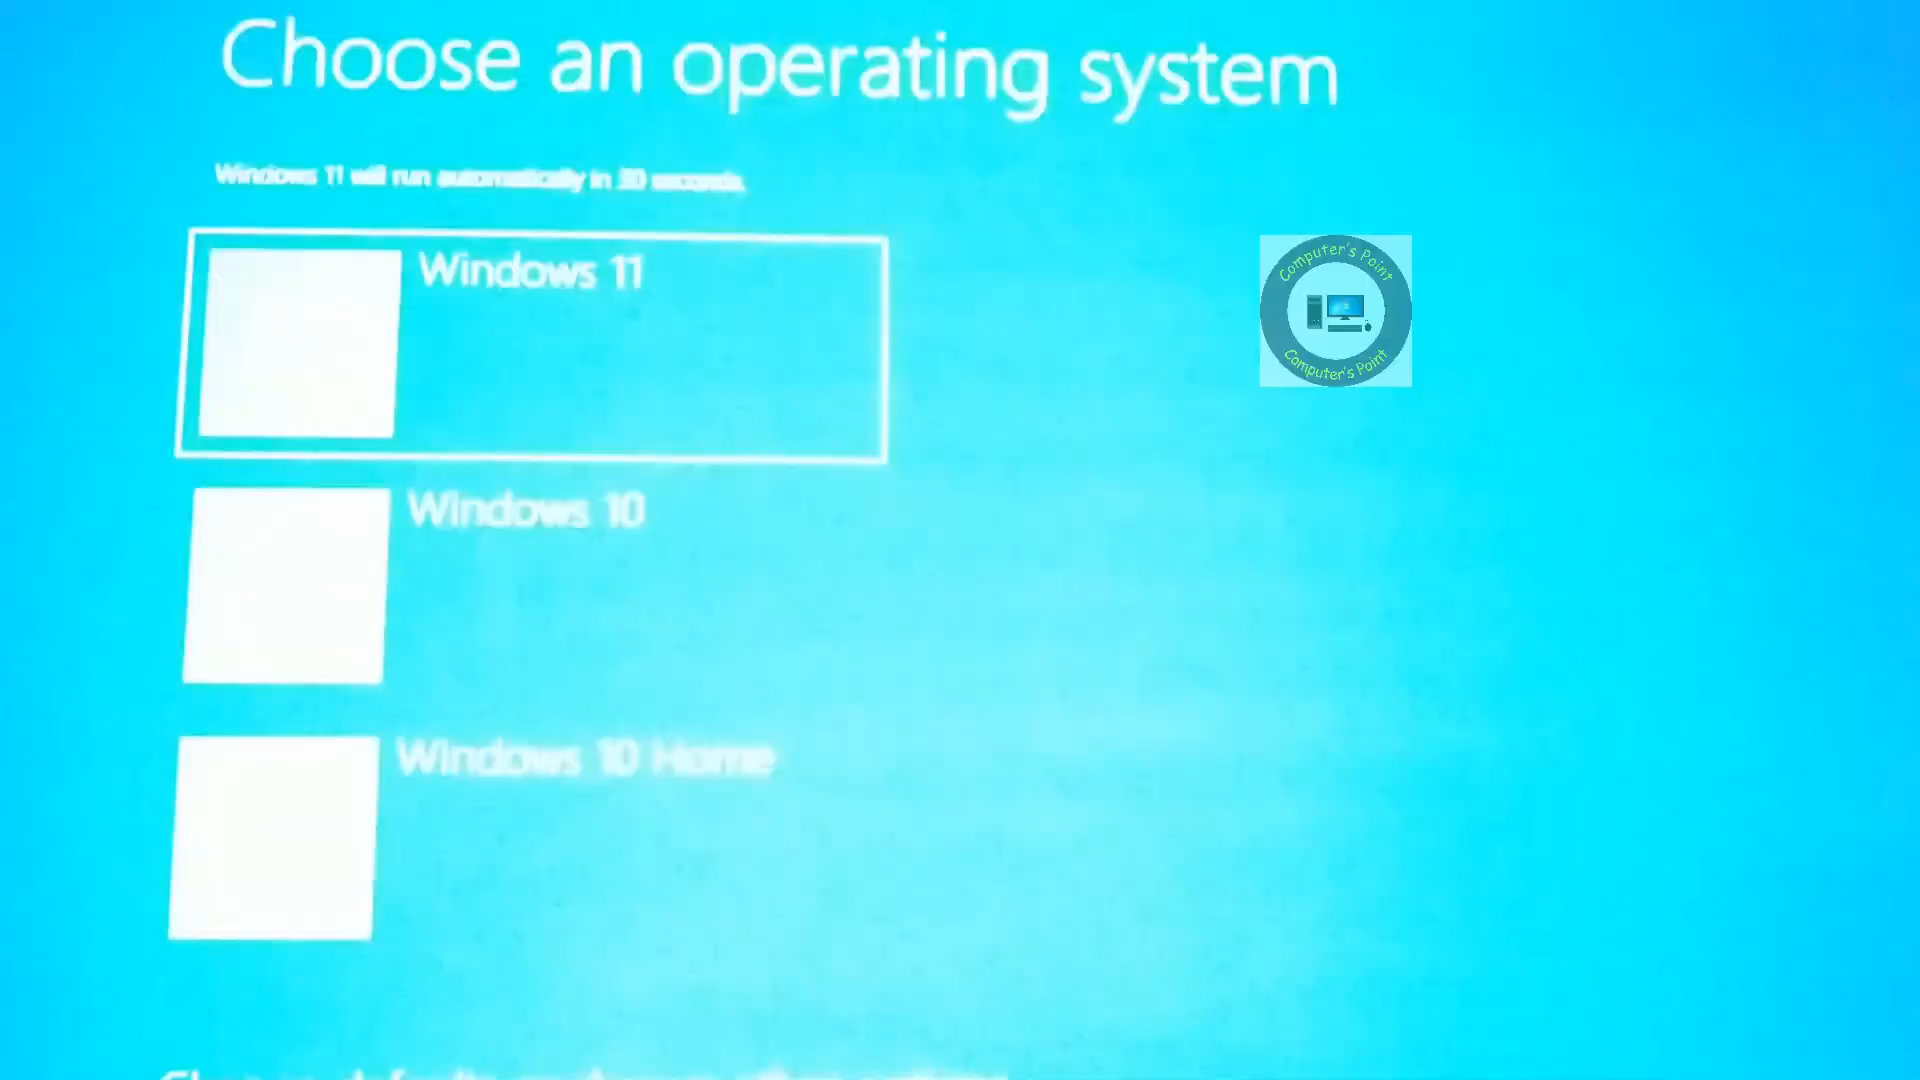 Choose an operating system
Windows 11 will run automatically in 30 seconds.
Windows 11
Computer's Point
Computer's Point
Windows 10
Windows 10 Home